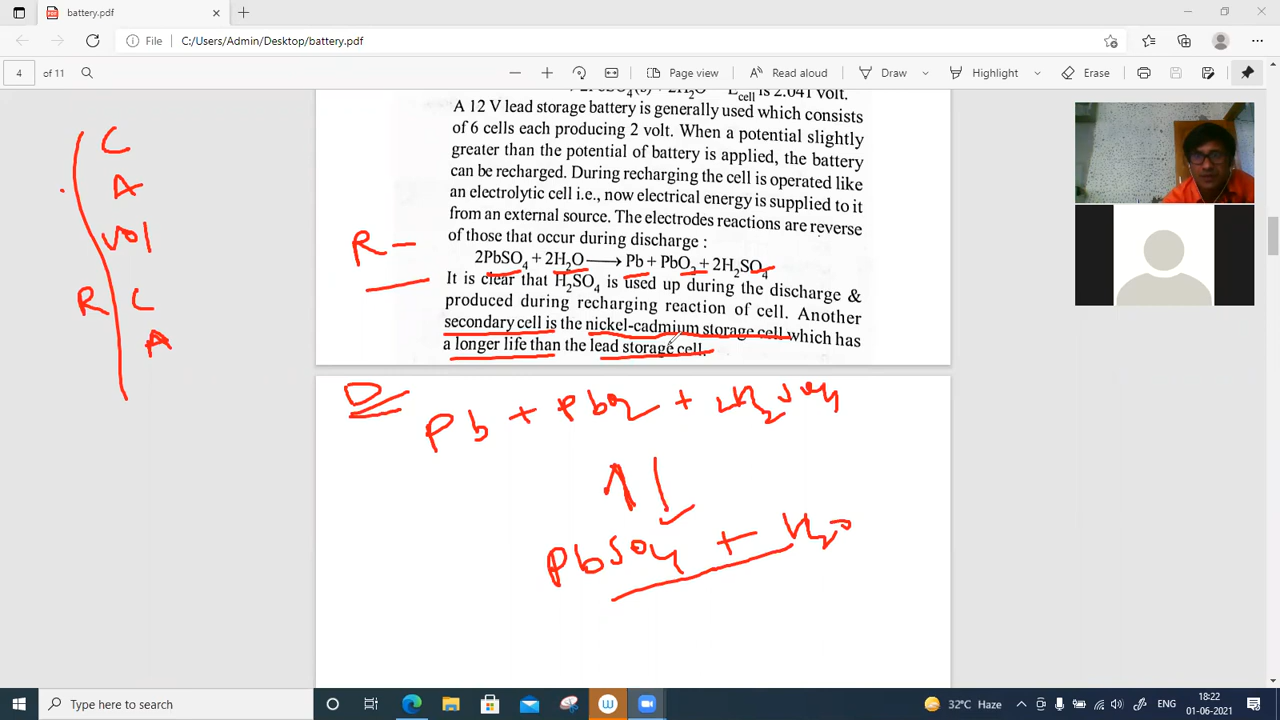 battery.pdf
File C:/Users/Admin/Desktop/battery.pdf
4 of 11 Page view Read aloud Draw Highlight Erase
+ 2H₂O E cell is 2.041 volt.
A 12 V lead storage battery is generally used which consists
of 6 cells each producing 2 volt. When a potential slightly
greater than the potential of battery is applied, the battery
can be recharged. During recharging the cell is operated like
an electrolytic cell i.e., now electrical energy is supplied to it
from an external source. The electrodes reactions are reverse
of those that occur during discharge :
2PbSO₄ + 2H₂O ⟶ Pb + PbO₂ + 2H₂SO₄
It is clear that H₂SO₄ is used up during the discharge &
produced during recharging reaction of cell. Another
secondary cell is the nickel-cadmium storage cell which has
a longer life than the lead storage cell.
C
A
Vol
R C
A
R –
D
Pb + PbO₂ + 2H₂SO₄
PbSO₄ + H₂O
Type here to search
W
32°C Haze ENG 18:22
01-06-2021